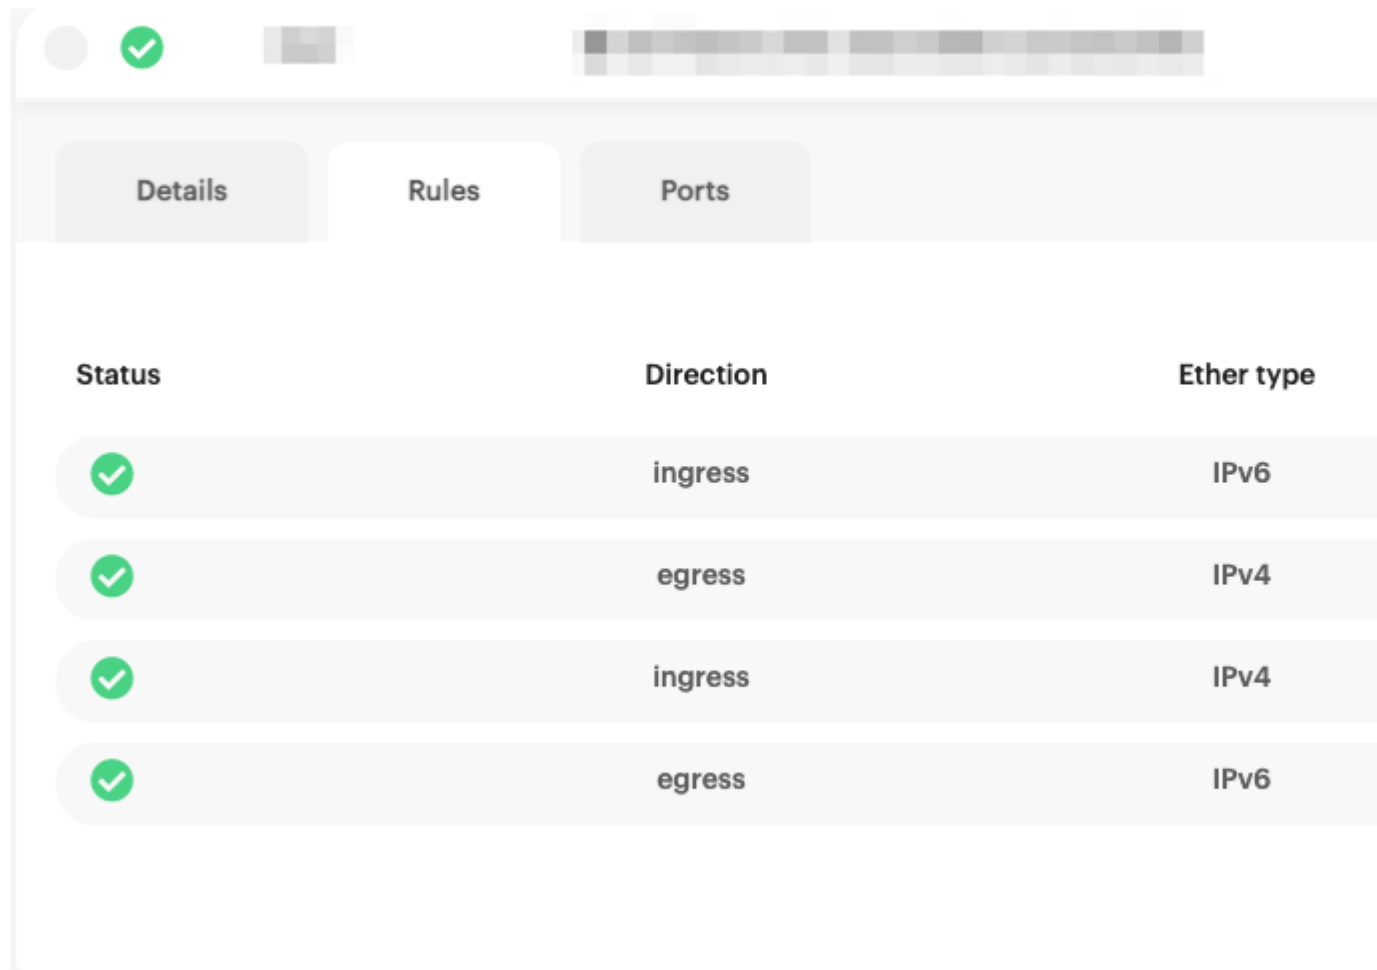 Details Rules Ports
Status Direction Ether type
ingress IPv6
egress IPv4
ingress IPv4
egress IPv6